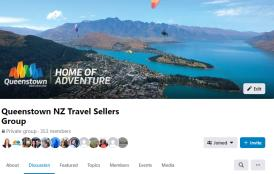 Queenstown
HOME OF
ADVENTURE
Edit
Queenstown NZ Travel Sellers
Group
Private group · 353 members
Joined
+ Invite
About Discussion Featured Topics Members Events Media